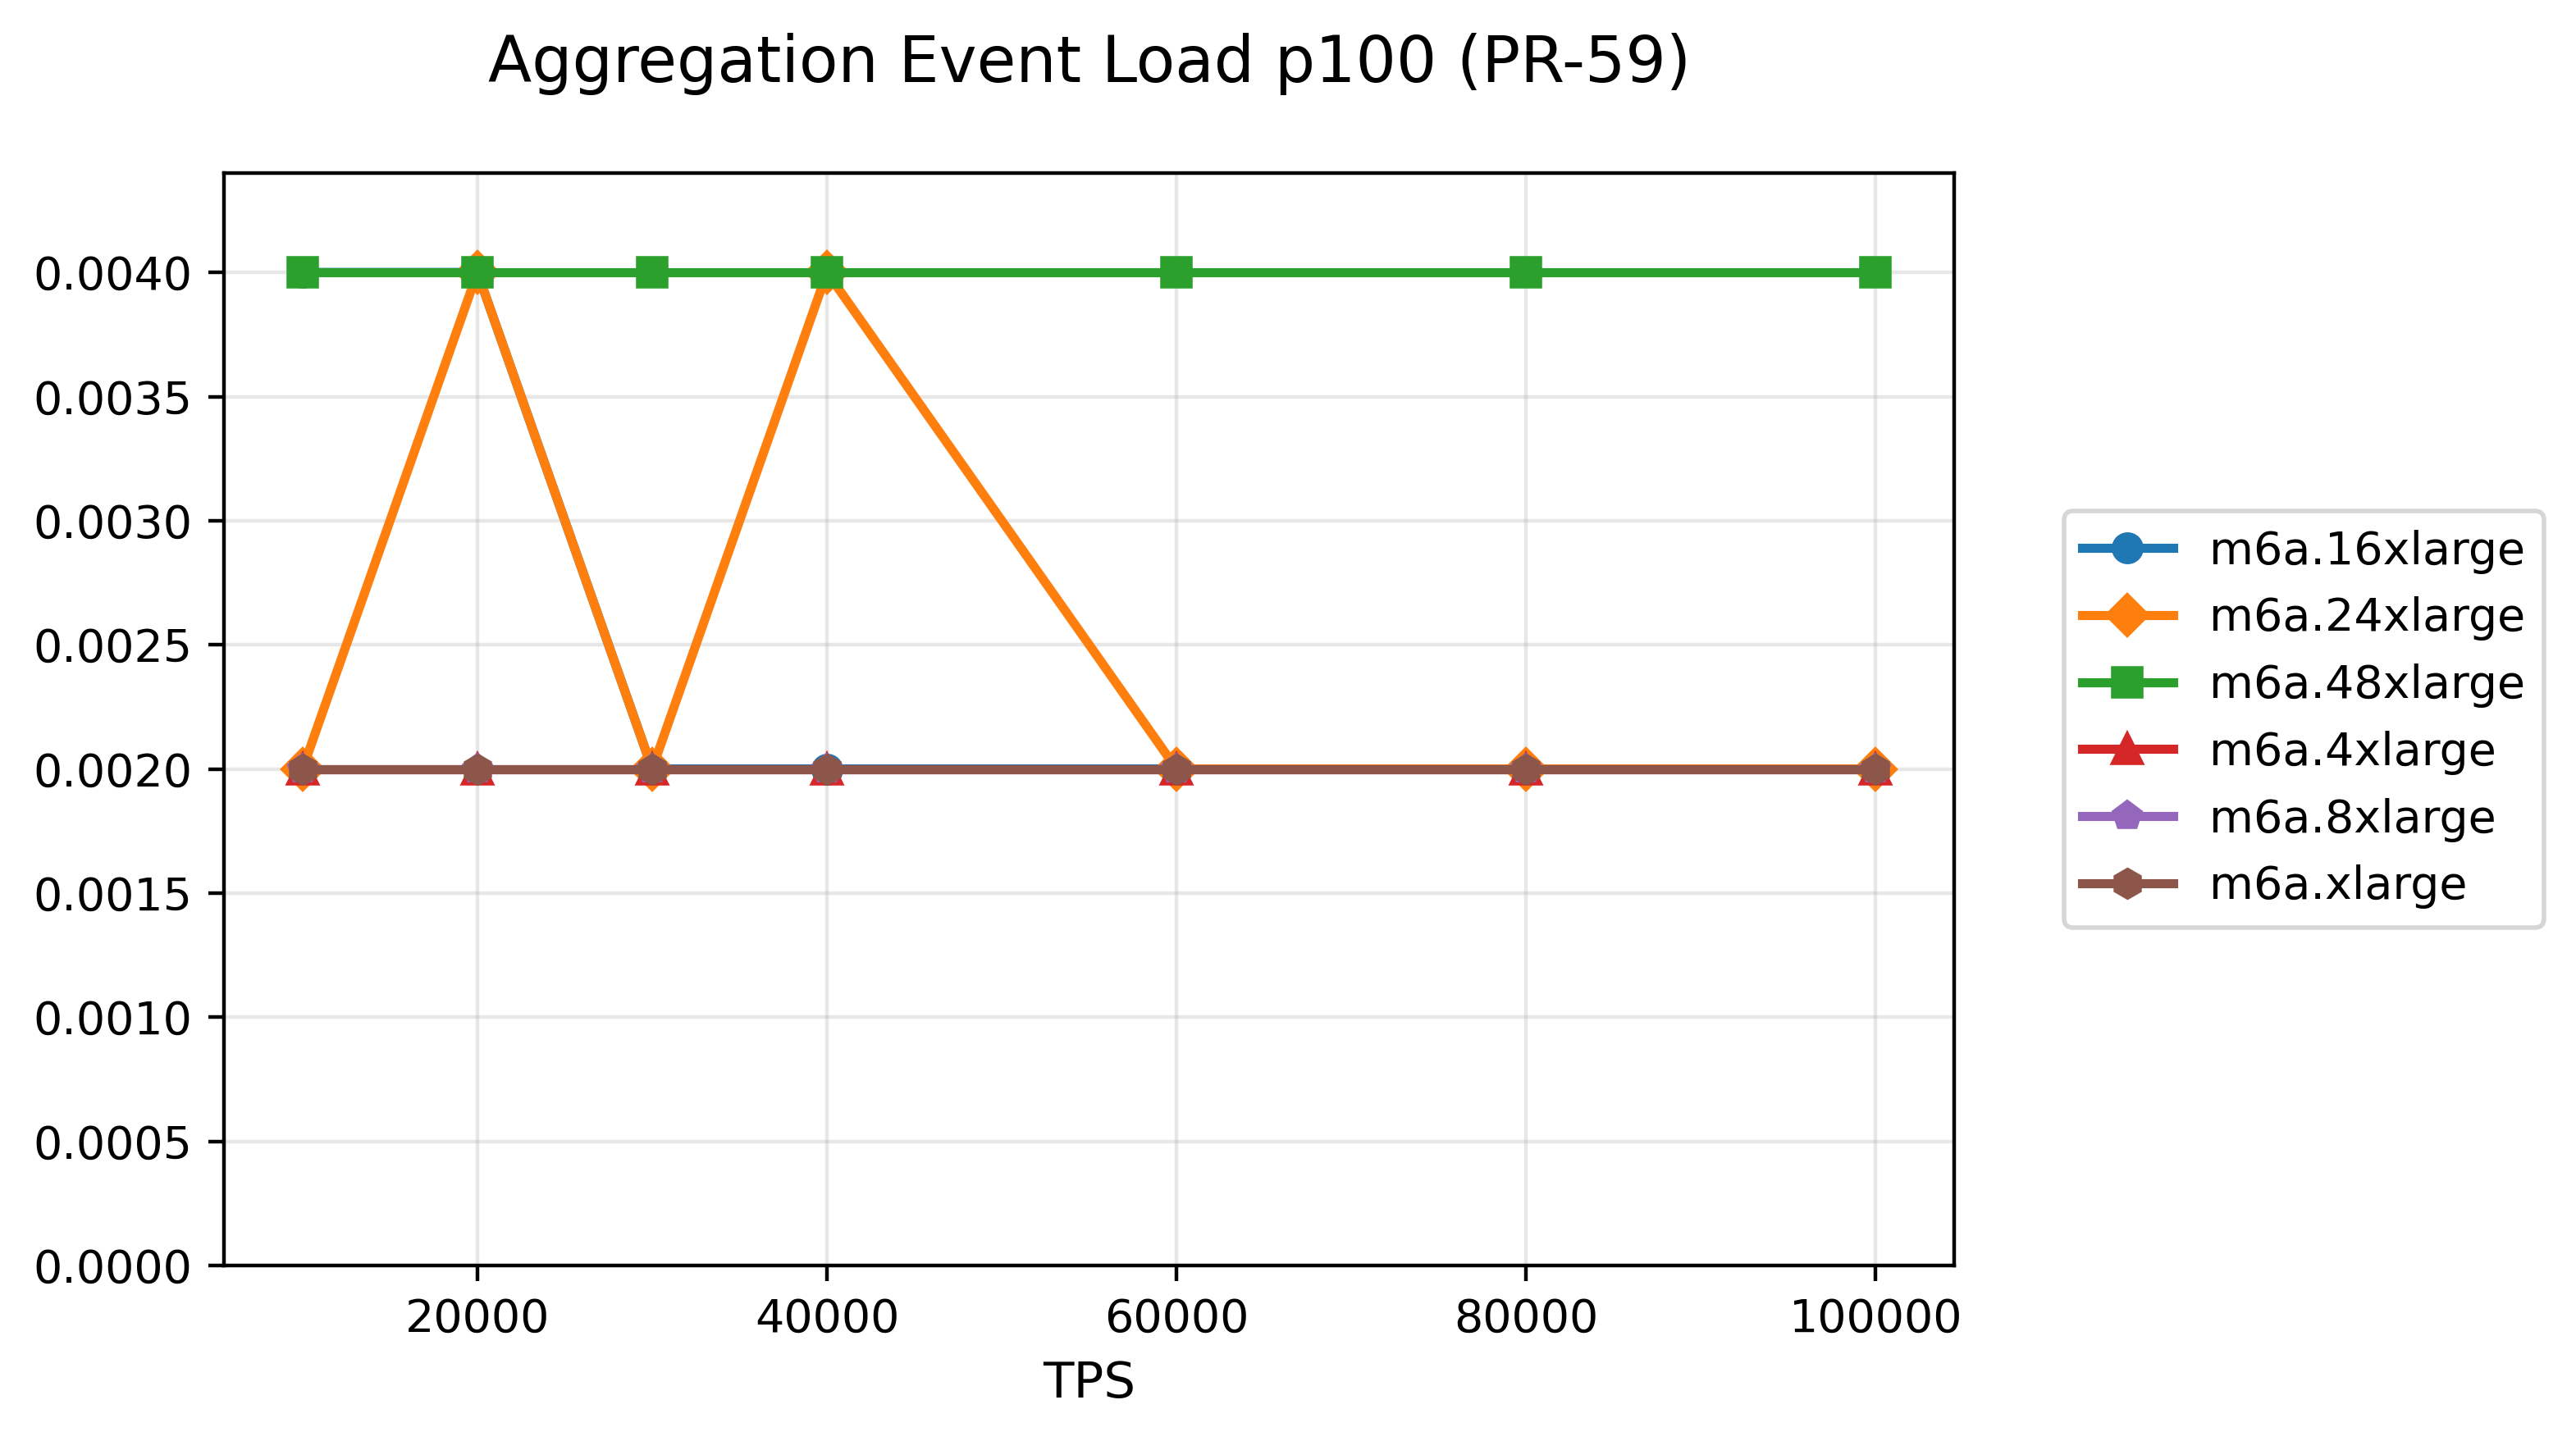 Aggregation Event Load p100 (PR-59)
0.0040
0.0035
0.0030
0.0025
0.0020
0.0015
0.0010
0.0005
0.0000
20000 40000 60000 80000 100000
TPS
m6a.16xlarge
m6a.24xlarge
m6a.48xlarge
m6a.4xlarge
m6a.8xlarge
m6a.xlarge